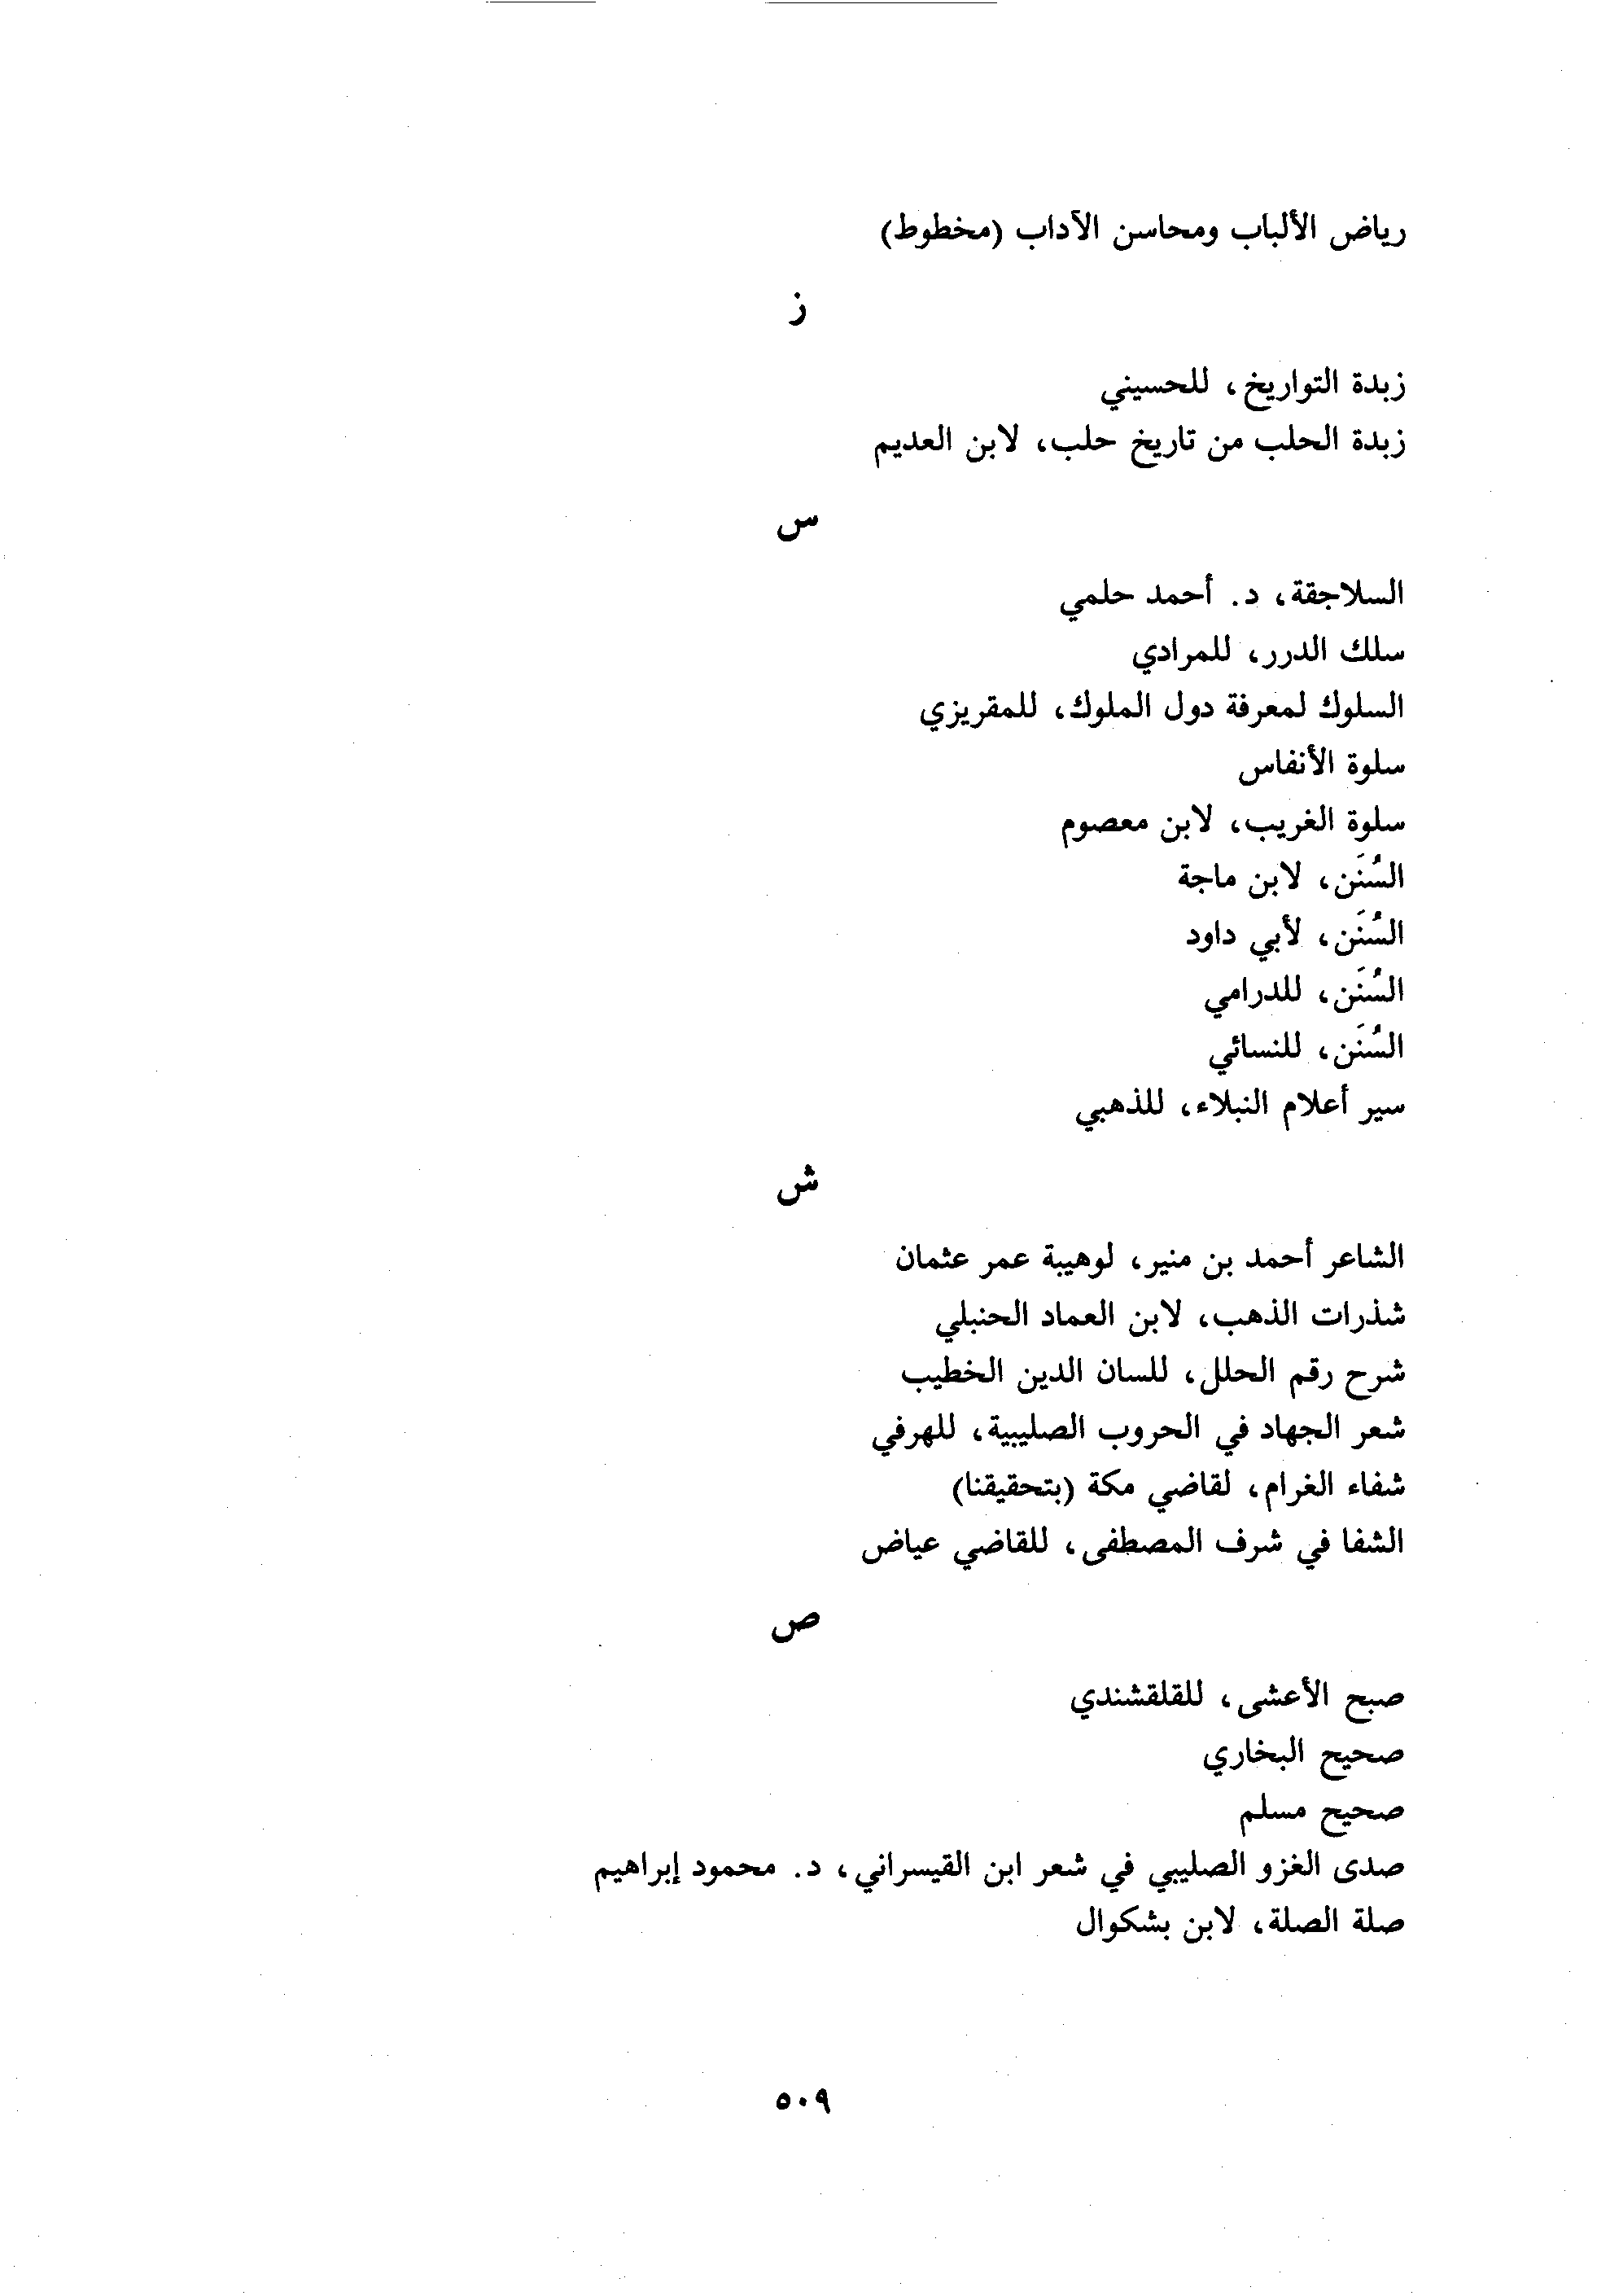 رياض الألباب ومحاسن الآداب (مخطوط)
ز
زبدة التواريخ، للحسيني
زبدة الحلب من تاريخ حلب، لابن العديم
س
السلاجقة، د. أحمد حلمي
سلك الدرر، للمرادي
السلوك لمعرفة دول الملوك، للمقريزي
سلوة الأنفاس
سلوة الغريب، لابن معصوم
السُنَن، لابن ماجة
السُنَن، لأبي داود
السُنَن، للدرامي
السُنَن، للنسائي
سير أعلام النبلاء، للذهبي
ش
الشاعر أحمد بن منير، لوهيبة عمر عثمان
شذرات الذهب، لابن العماد الحنبلي
شرح رقم الحلل، للسان الدين الخطيب
شعر الجهاد في الحروب الصليبية، للهرفي
شفاء الغرام، لقاضي مكة (بتحقيقنا)
الشفا في شرف المصطفى، للقاضي عياض
ص
صبح الأعشى، للقلقشندي
صحيح البخاري
صحيح مسلم
صدى الغزو الصليبي في شعر ابن القيسراني، د. محمود إبراهيم
صلة الصلة، لابن بشكوال
٥٠٩